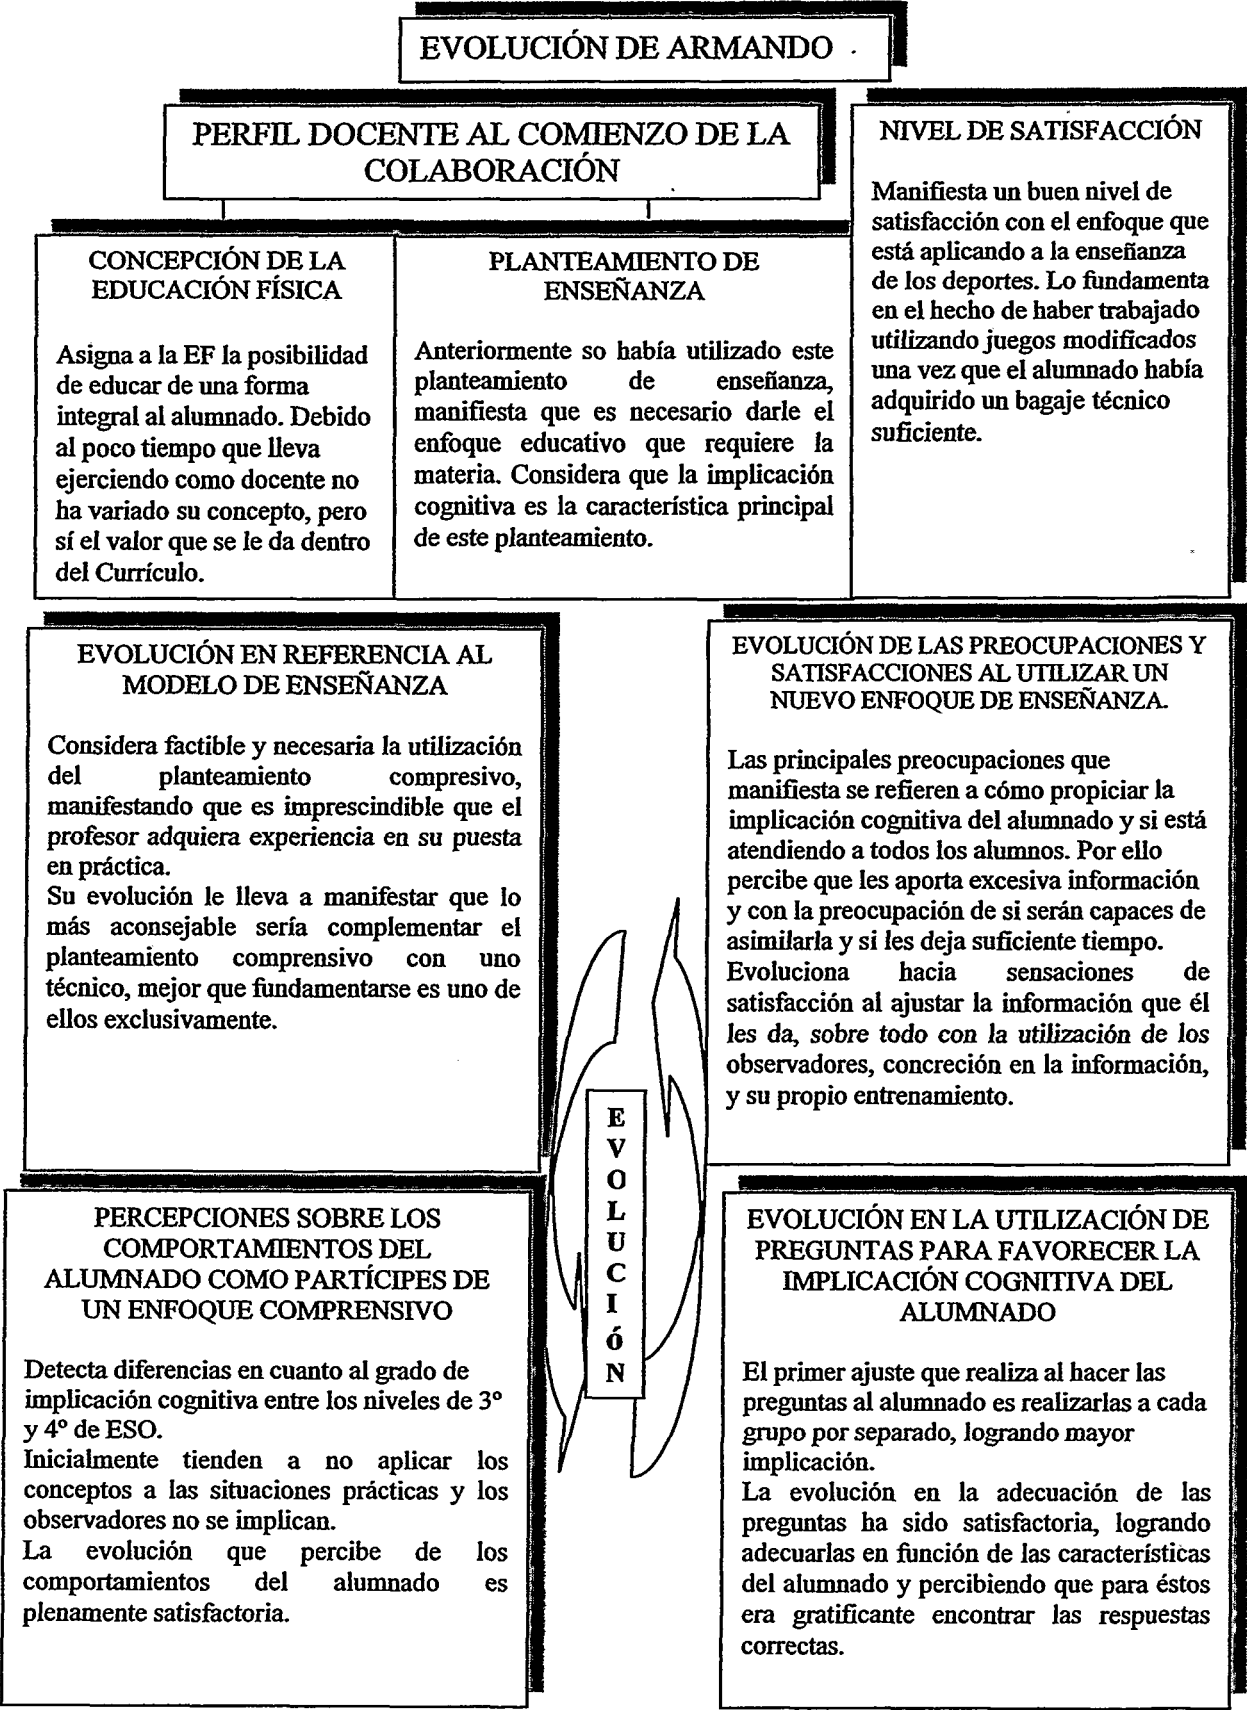 EVOLUCIÓN DE ARMANDO
PERFIL DOCENTE AL COMIENZO DE LA
COLABORACIÓN
CONCEPCIÓN DE LA
EDUCACIÓN FÍSICA
Asigna a la EF la posibilidad
de educar de una forma
integral al alumnado. Debido
al poco tiempo que lleva
ejerciendo como docente no
ha variado su concepto, pero
sí el valor que se le da dentro
del Currículo.
PLANTEAMIENTO DE
ENSEÑANZA
Anteriormente so había utilizado este
planteamiento de enseñanza,
manifiesta que es necesario darle el
enfoque educativo que requiere la
materia. Considera que la implicación
cognitiva es la característica principal
de este planteamiento.
NIVEL DE SATISFACCIÓN
Manifiesta un buen nivel de
satisfacción con el enfoque que
está aplicando a la enseñanza
de los deportes. Lo fundamenta
en el hecho de haber trabajado
utilizando juegos modificados
una vez que el alumnado había
adquirido un bagaje técnico
suficiente.
EVOLUCIÓN EN REFERENCIA AL
MODELO DE ENSEÑANZA
Considera factible y necesaria la utilización
del planteamiento compresivo,
manifestando que es imprescindible que el
profesor adquiera experiencia en su puesta
en práctica.
Su evolución le lleva a manifestar que lo
más aconsejable sería complementar el
planteamiento comprensivo con uno
técnico, mejor que fundamentarse es uno de
ellos exclusivamente.
EVOLUCIÓN DE LAS PREOCUPACIONES Y
SATISFACCIONES AL UTILIZAR UN
NUEVO ENFOQUE DE ENSEÑANZA.
Las principales preocupaciones que
manifiesta se refieren a cómo propiciar la
implicación cognitiva del alumnado y si está
atendiendo a todos los alumnos. Por ello
percibe que les aporta excesiva información
y con la preocupación de si serán capaces de
asimilarla y si les deja suficiente tiempo.
Evoluciona hacia sensaciones de
satisfacción al ajustar la información que él
les da, sobre todo con la utilización de los
observadores, concreción en la información,
y su propio entrenamiento.
E
V
O
L
U
C
I
ó
N
PERCEPCIONES SOBRE LOS
COMPORTAMIENTOS DEL
ALUMNADO COMO PARTÍCIPES DE
UN ENFOQUE COMPRENSIVO
Detecta diferencias en cuanto al grado de
implicación cognitiva entre los niveles de 3º
y 4º de ESO.
Inicialmente tienden a no aplicar los
conceptos a las situaciones prácticas y los
observadores no se implican.
La evolución que percibe de los
comportamientos del alumnado es
plenamente satisfactoria.
EVOLUCIÓN EN LA UTILIZACIÓN DE
PREGUNTAS PARA FAVORECER LA
IMPLICACIÓN COGNITIVA DEL
ALUMNADO
El primer ajuste que realiza al hacer las
preguntas al alumnado es realizarlas a cada
grupo por separado, logrando mayor
implicación.
La evolución en la adecuación de las
preguntas ha sido satisfactoria, logrando
adecuarlas en función de las características
del alumnado y percibiendo que para éstos
era gratificante encontrar las respuestas
correctas.